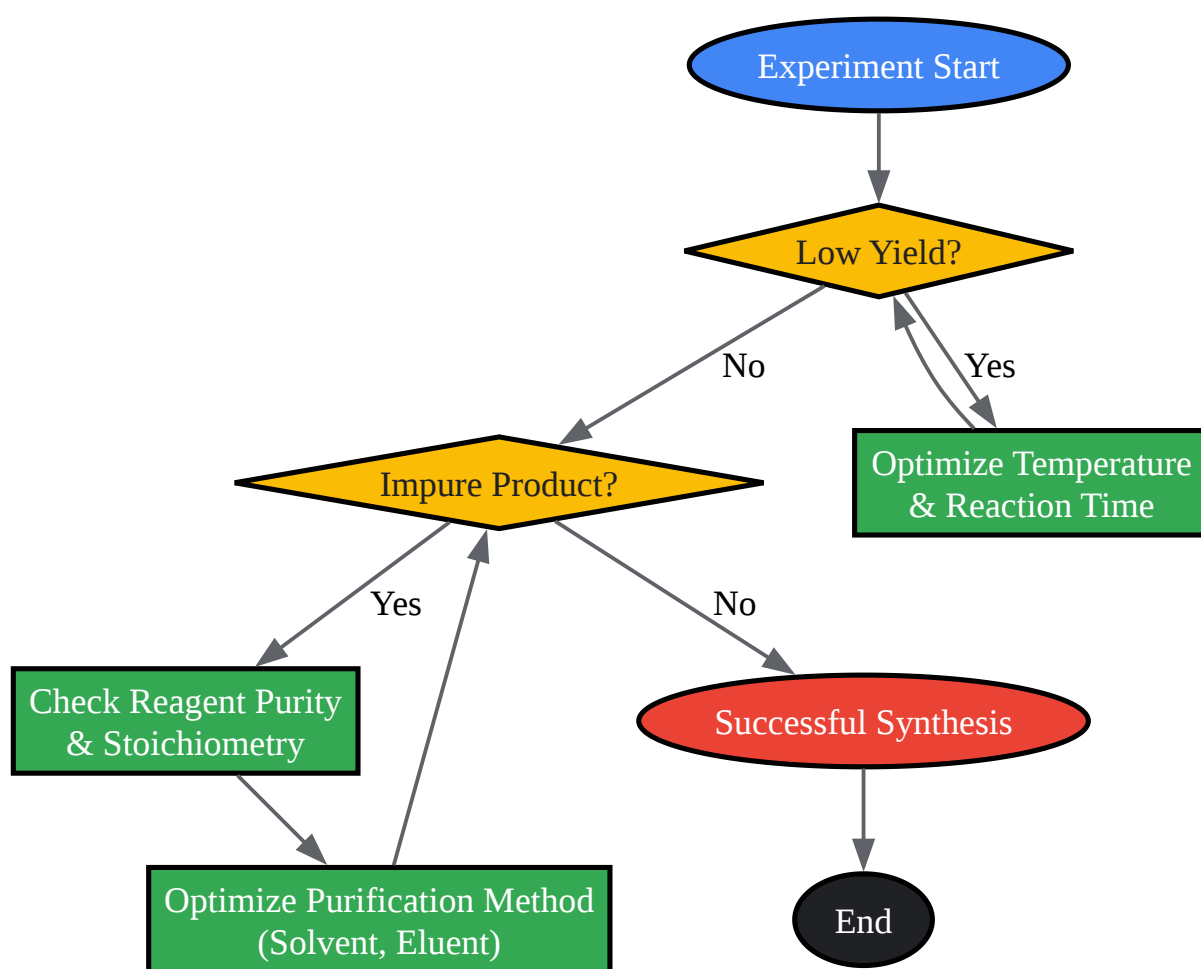 Experiment Start
Low Yield?
No
Yes
Optimize Temperature
& Reaction Time
Impure Product?
Yes
No
Check Reagent Purity
& Stoichiometry
Successful Synthesis
Optimize Purification Method
(Solvent, Eluent)
End